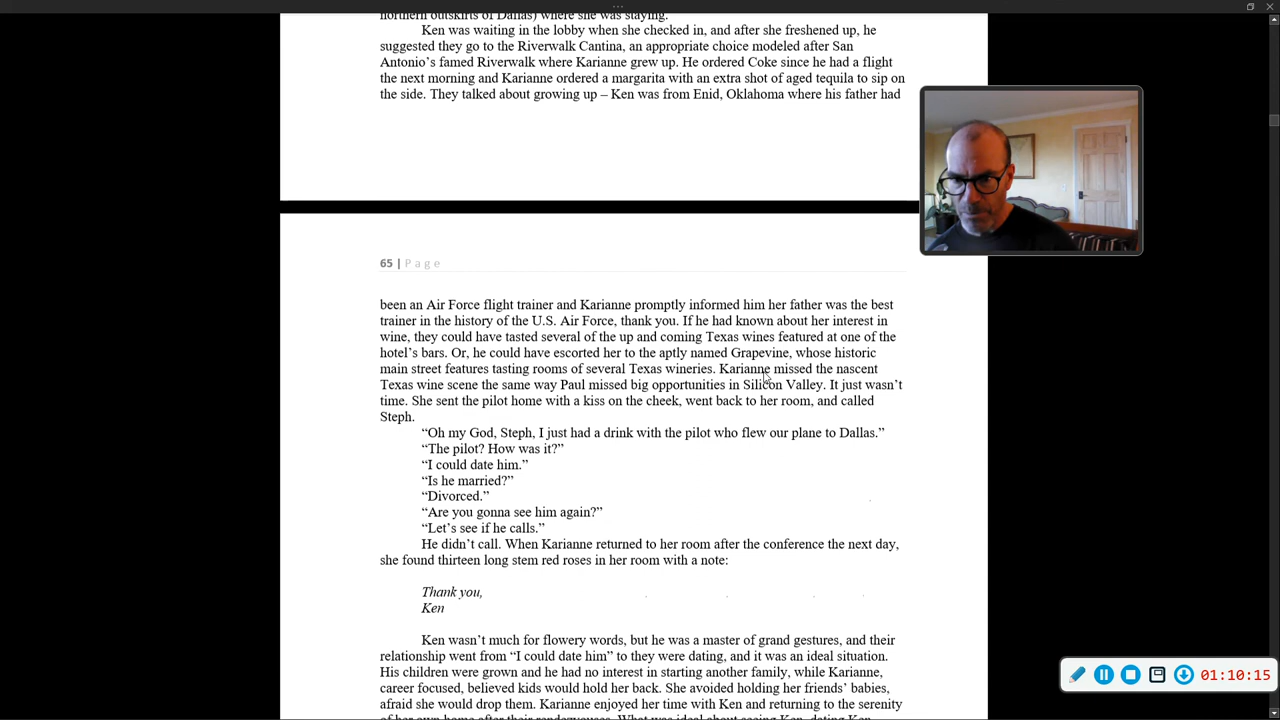 northern outskirts of Dallas) where she was staying.
Ken was waiting in the lobby when she checked in, and after she freshened up, he
suggested they go to the Riverwalk Cantina, an appropriate choice modeled after San
Antonio’s famed Riverwalk where Karianne grew up. He ordered Coke since he had a flight
the next morning and Karianne ordered a margarita with an extra shot of aged tequila to sip on
the side. They talked about growing up – Ken was from Enid, Oklahoma where his father had
65 | Page
been an Air Force flight trainer and Karianne promptly informed him her father was the best
trainer in the history of the U.S. Air Force, thank you. If he had known about her interest in
wine, they could have tasted several of the up and coming Texas wines featured at one of the
hotel’s bars. Or, he could have escorted her to the aptly named Grapevine, whose historic
main street features tasting rooms of several Texas wineries. Karianne missed the nascent
Texas wine scene the same way Paul missed big opportunities in Silicon Valley. It just wasn’t
time. She sent the pilot home with a kiss on the cheek, went back to her room, and called
Steph.
“Oh my God, Steph, I just had a drink with the pilot who flew our plane to Dallas.”
“The pilot? How was it?”
“I could date him.”
“Is he married?”
“Divorced.”
“Are you gonna see him again?”
“Let’s see if he calls.”
He didn’t call. When Karianne returned to her room after the conference the next day,
she found thirteen long stem red roses in her room with a note:
Thank you,
Ken
Ken wasn’t much for flowery words, but he was a master of grand gestures, and their
relationship went from “I could date him” to they were dating, and it was an ideal situation.
His children were grown and he had no interest in starting another family, while Karianne,
career focused, believed kids would hold her back. She avoided holding her friends’ babies,
afraid she would drop them. Karianne enjoyed her time with Ken and returning to the serenity
of her own home after their rendezvouses. What was ideal about seeing Ken, dating Ken
01:10:15